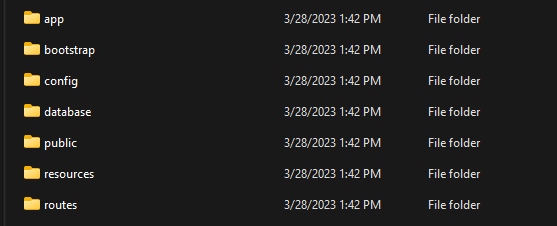 app 3/28/2023 1:42 PM File folder
bootstrap 3/28/2023 1:42 PM File folder
config 3/28/2023 1:42 PM File folder
database 3/28/2023 1:42 PM File folder
public 3/28/2023 1:42 PM File folder
resources 3/28/2023 1:42 PM File folder
routes 3/28/2023 1:42 PM File folder